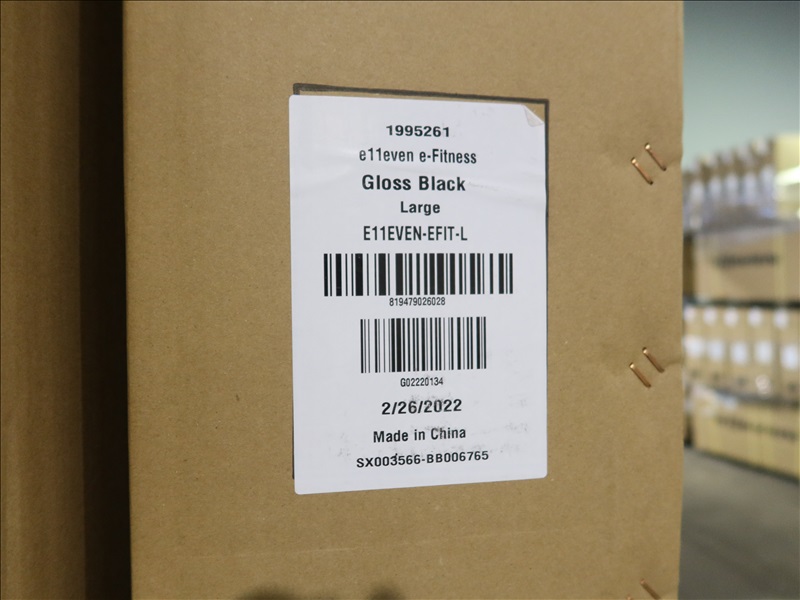 1995261
e11even e-Fitness
Gloss Black
Large
E11EVEN-EFIT-L
819479026028
G02220134
2/26/2022
Made in China
SX003566-BB006765